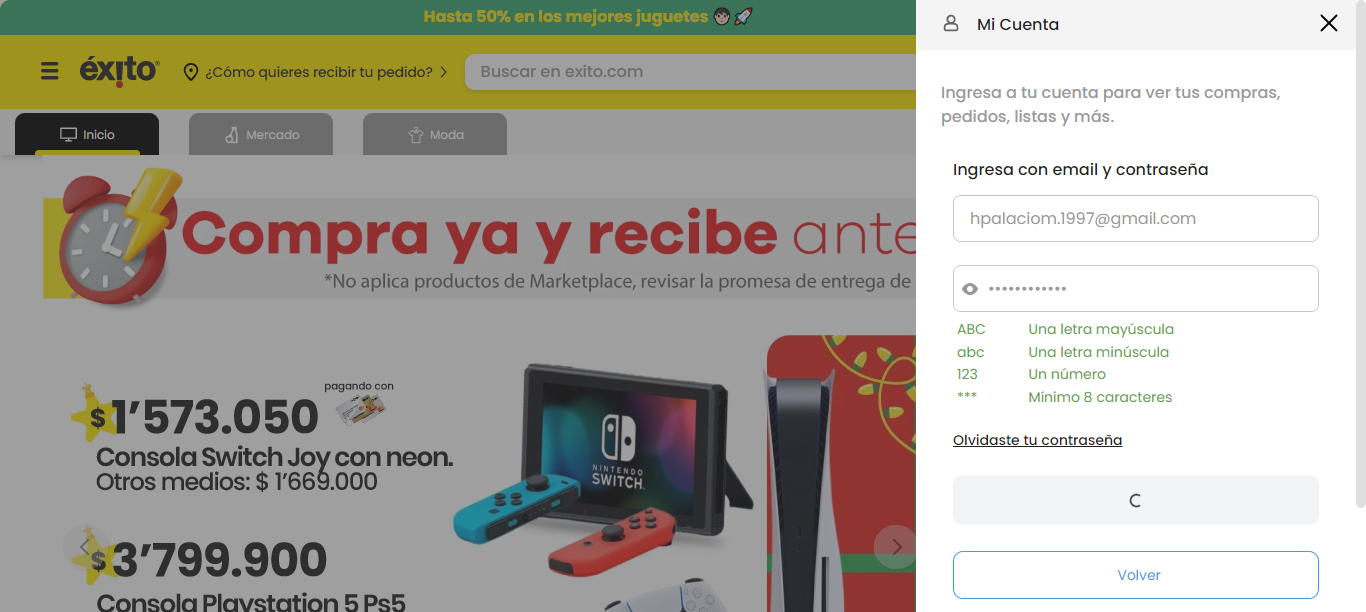 Hasta 50% en los mejores juguetes
éxito
¿Cómo quieres recibir tu pedido?
Buscar en exito.com
Inicio
Mercado
Moda
Compra ya y recibe ante
*No aplica productos de Marketplace, revisar la promesa de entrega de
pagando con
$1’573.050
Consola Switch Joy con neon.
Otros medios: $ 1’669.000
$3’799.900
Consola Playstation 5 Ps5
NINTENDO
SWITCH
Mi Cuenta
Ingresa a tu cuenta para ver tus compras,
pedidos, listas y más.
Ingresa con email y contraseña
hpalaciom.1997@gmail.com
••••••••••••
ABC Una letra mayúscula
abc Una letra minúscula
123 Un número
*** Mínimo 8 caracteres
Olvidaste tu contraseña
Volver